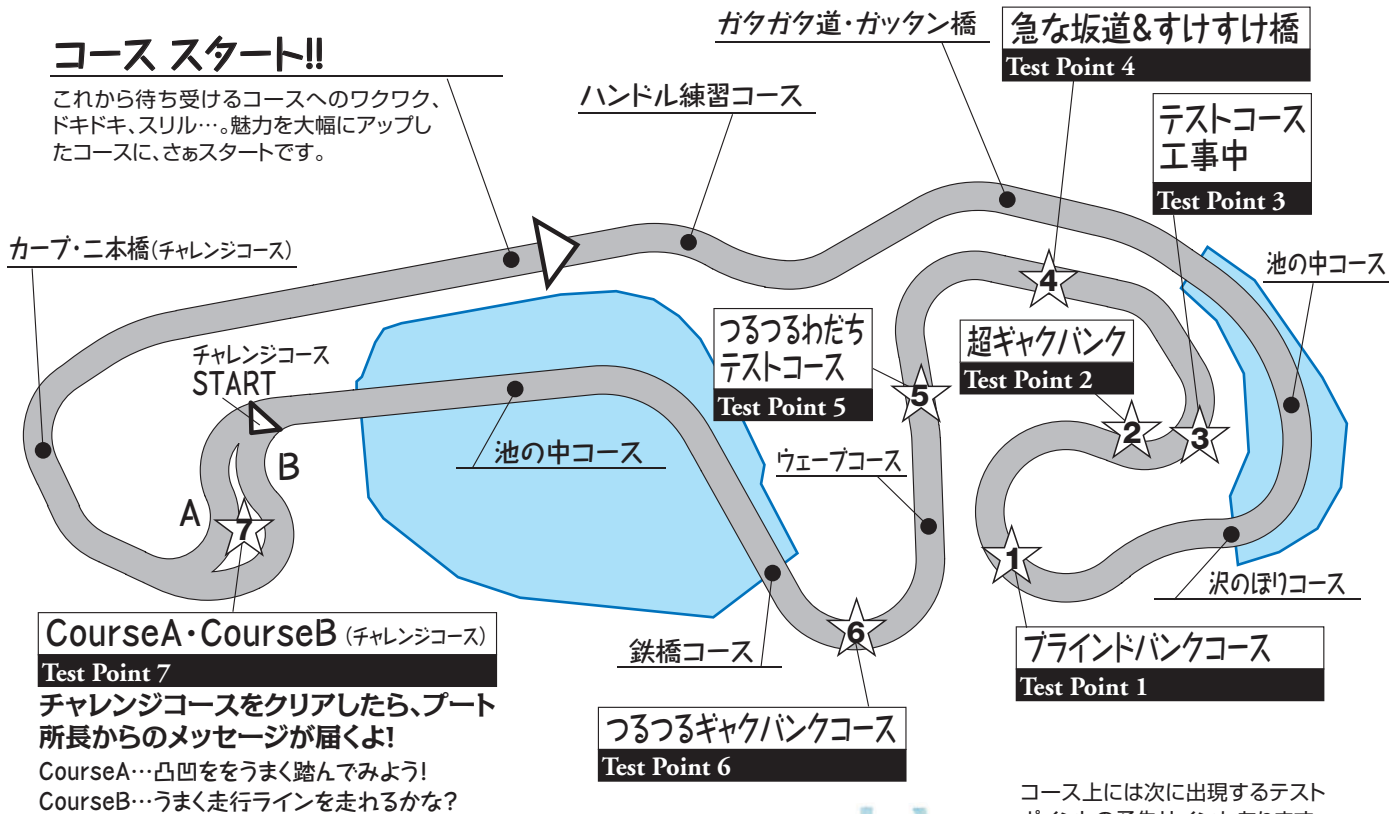 コース スタート!!
これから待ち受けるコースへのワクワク、
ドキドキ、スリル…。魅力を大幅にアップし
たコースに、さぁスタートです。
ガタガタ道・ガッタン橋
急な坂道&すけすけ橋
Test Point 4
ハンドル練習コース
テストコース
工事中
Test Point 3
カーブ・二本橋(チャレンジコース)
池の中コース
チャレンジコース
START
つるつるわだち
テストコース
Test Point 5
超ギャクバンク
Test Point 2
4
5
2
3
池の中コース
ウェーブコース
A
B
7
1
沢のぼりコース
6
CourseA・CourseB(チャレンジコース)
Test Point 7
チャレンジコースをクリアしたら、プート
所長からのメッセージが届くよ!
CourseA…凸凹ををうまく踏んでみよう!
CourseB…うまく走行ラインを走れるかな?
鉄橋コース
ブラインドバンクコース
Test Point 1
つるつるギャクバンクコース
Test Point 6
コース上には次に出現するテスト